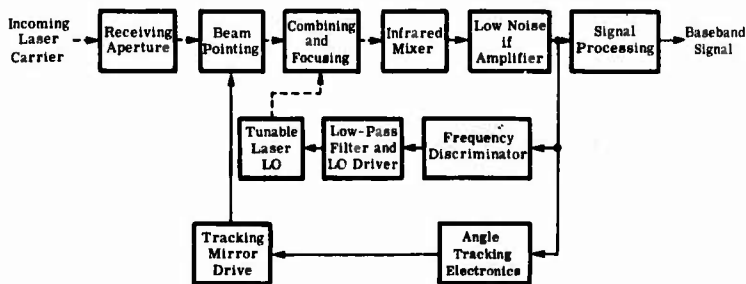 Incoming
Laser
Carrier
Receiving
Aperture
Beam
Pointing
Combining
and
Focusing
Infrared
Mixer
Low Noise
if
Amplifier
Signal
Processing
Baseband
Signal
Tunable
Laser
LO
Low-Pass
Filter and
LO Driver
Frequency
Discriminator
Tracking
Mirror
Drive
Angle
Tracking
Electronics